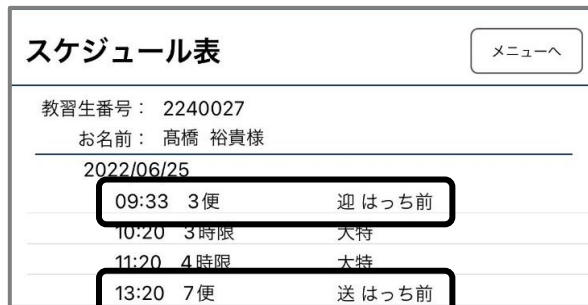 スケジュール表
メニューへ
教習生番号： 2240027
お名前： 髙橋 裕貴様
2022/06/25
09:33 3便 迎 はっち前
10:20 3時限 大特
11:20 4時限 大特
13:20 7便 送 はっち前